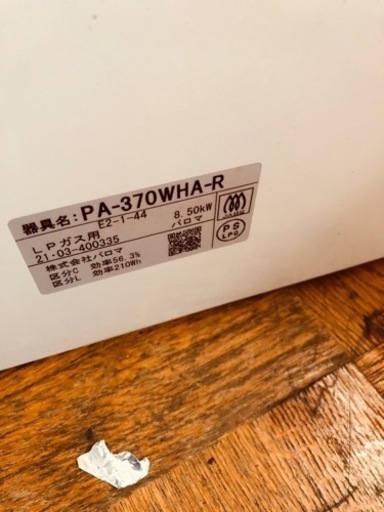 器具名:PA-370WHA-R
E2-1-44 8.50kW
LPガス用 パロマ
21.03-400335
株式会社パロマ
区分C 効率56.3%
区分L 効率210Wh
PS
LPG